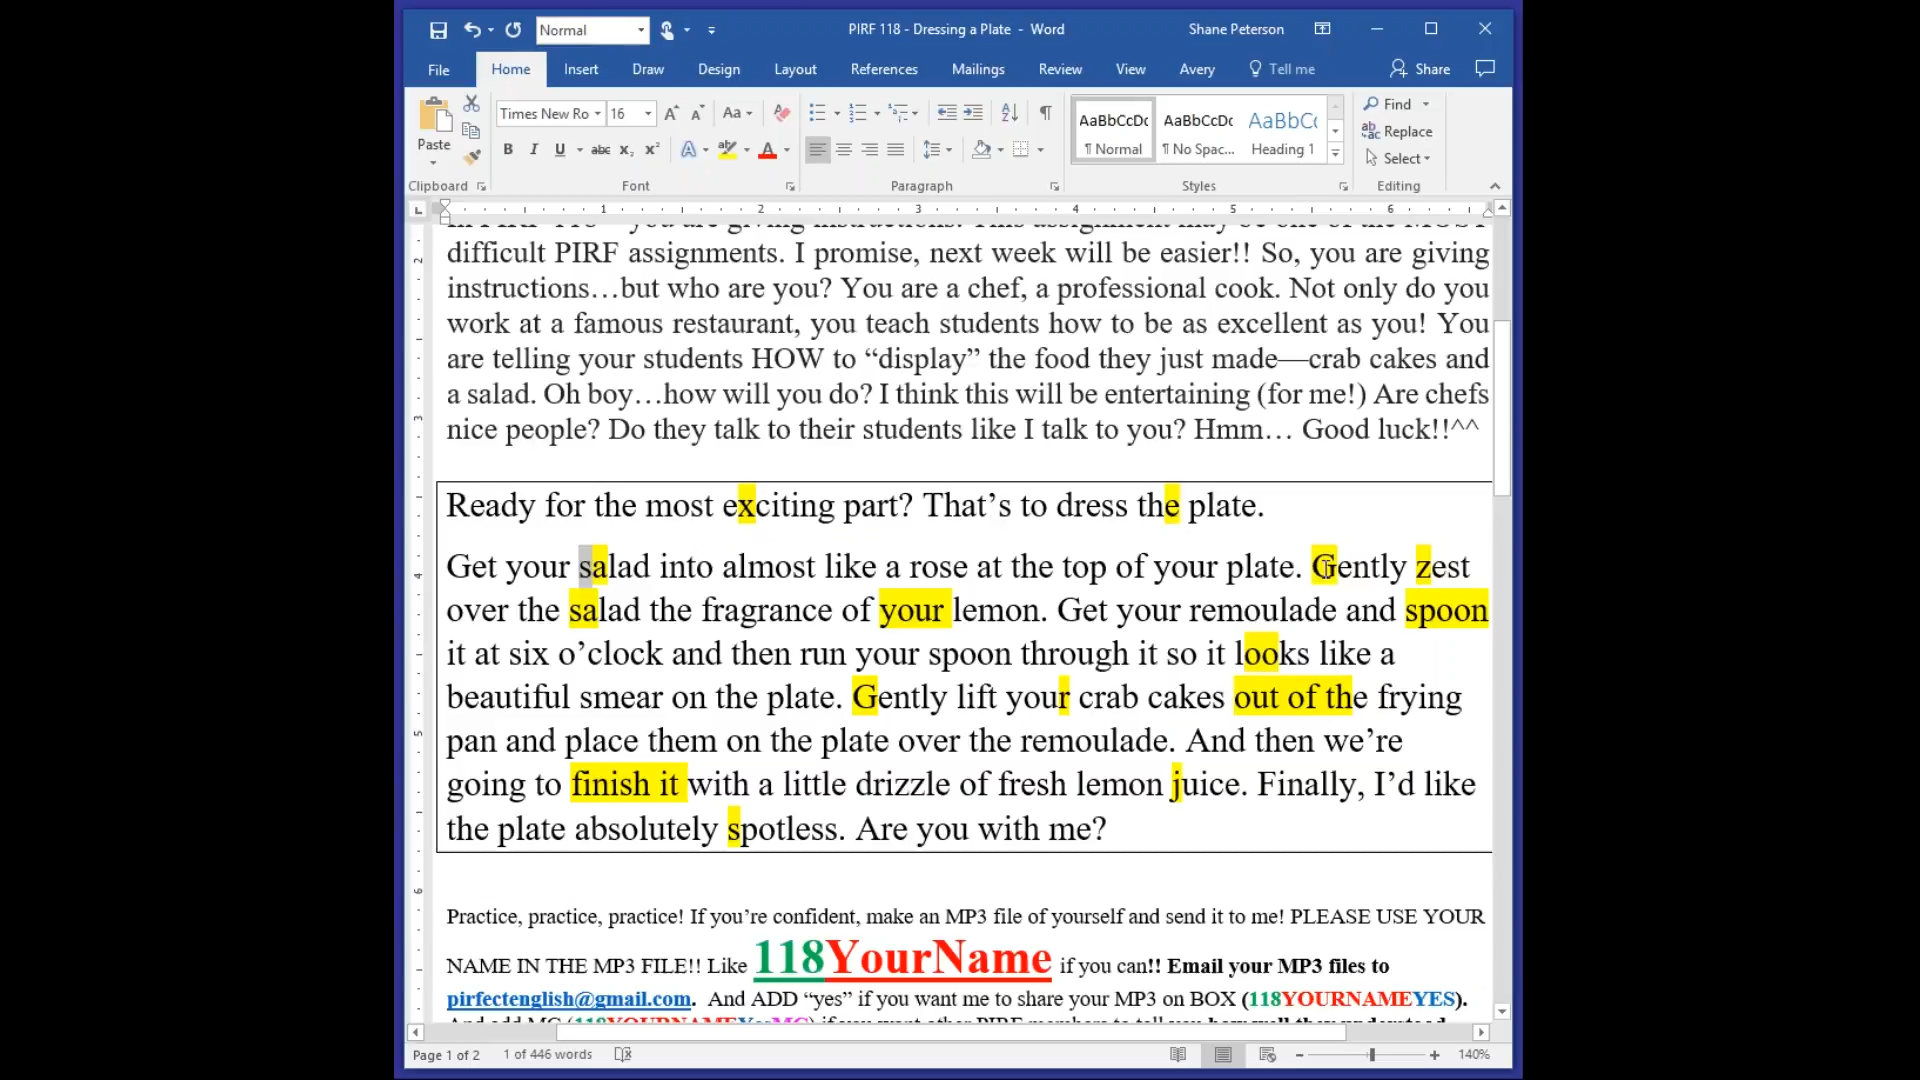 Normal
PIRF 118 - Dressing a Plate - Word
Shane Peterson
File Home Insert Draw Design Layout References Mailings Review View Avery Tell me Share
Times New Ro 16 Aa Find
AaBbCcDc AaBbCcDc AaBbCc
Replace
Paste B I U abc x₂ x² A aby A ¶ Normal ¶ No Spac... Heading 1 Select
Clipboard Font Paragraph Styles Editing
1 2 3 4 5 6
difficult PIRF assignments. I promise, next week will be easier!! So, you are giving
instructions…but who are you? You are a chef, a professional cook. Not only do you
work at a famous restaurant, you teach students how to be as excellent as you! You
are telling your students HOW to “display” the food they just made—crab cakes and
a salad. Oh boy…how will you do? I think this will be entertaining (for me!) Are chefs
nice people? Do they talk to their students like I talk to you? Hmm… Good luck!!^^
Ready for the most exciting part? That’s to dress the plate.
Get your salad into almost like a rose at the top of your plate. Gently zest
over the salad the fragrance of your lemon. Get your remoulade and spoon
it at six o’clock and then run your spoon through it so it looks like a
beautiful smear on the plate. Gently lift your crab cakes out of the frying
pan and place them on the plate over the remoulade. And then we’re
going to finish it with a little drizzle of fresh lemon juice. Finally, I’d like
the plate absolutely spotless. Are you with me?
Practice, practice, practice! If you’re confident, make an MP3 file of yourself and send it to me! PLEASE USE YOUR
NAME IN THE MP3 FILE!! Like 118YourName if you can!! Email your MP3 files to
pirfectenglish@gmail.com. And ADD “yes” if you want me to share your MP3 on BOX (118YOURNAMEYES).
Page 1 of 2 1 of 446 words 140%